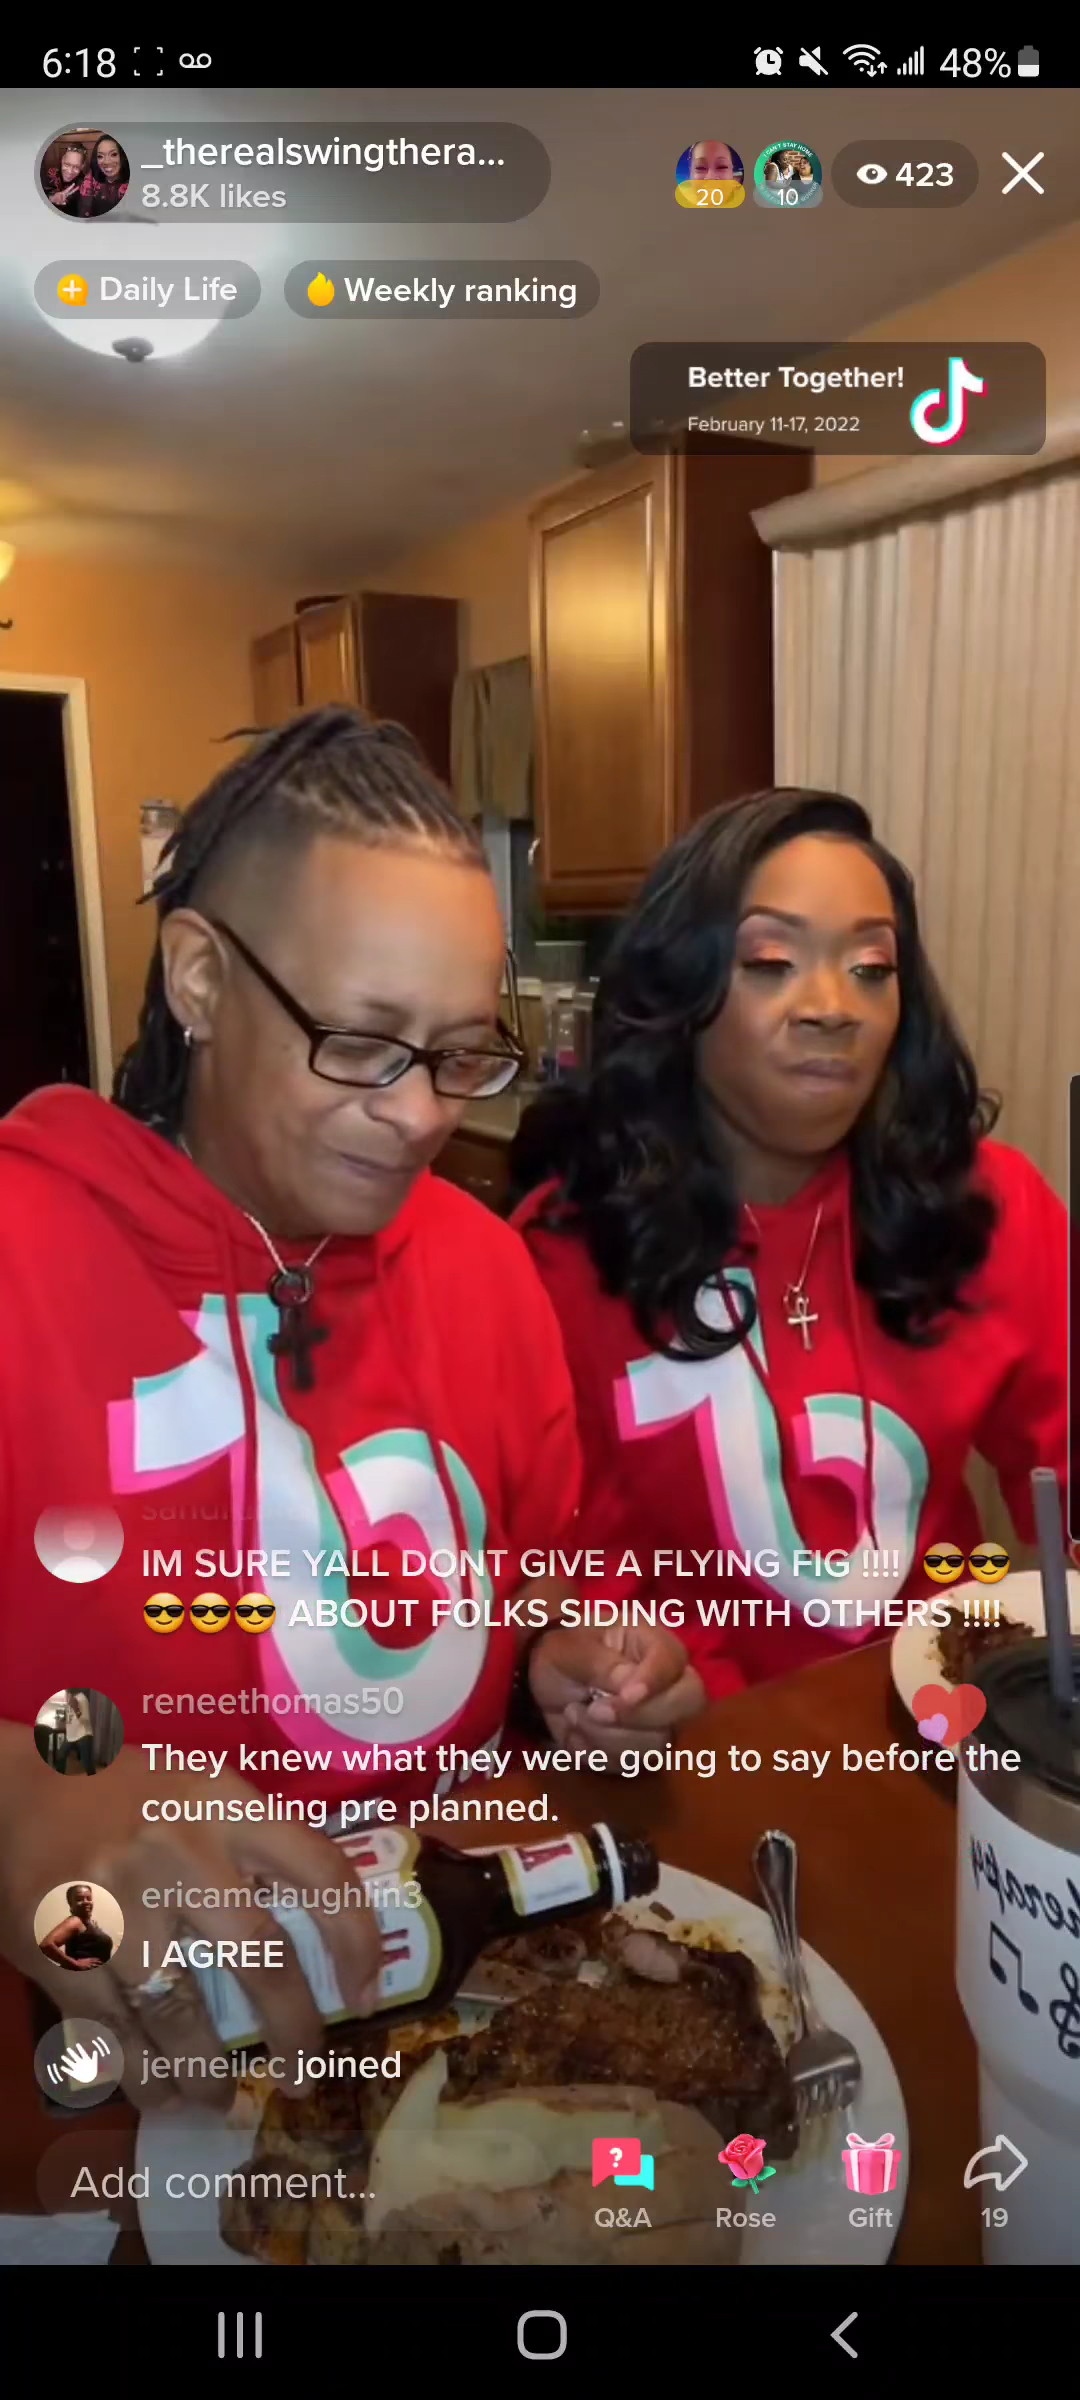 6:18
48%
_therealswingthera...
8.8K likes
20
10
423
Daily Life
Weekly ranking
Better Together!
February 11-17, 2022
IM SURE YALL DONT GIVE A FLYING FIG !!!! 😎😎
😎😎😎 ABOUT FOLKS SIDING WITH OTHERS !!!!
reneethomas50
They knew what they were going to say before the
counseling pre planned.
ericamclaughlin3
I AGREE
jerneilcc joined
Add comment...
Q&A
Rose
Gift
19